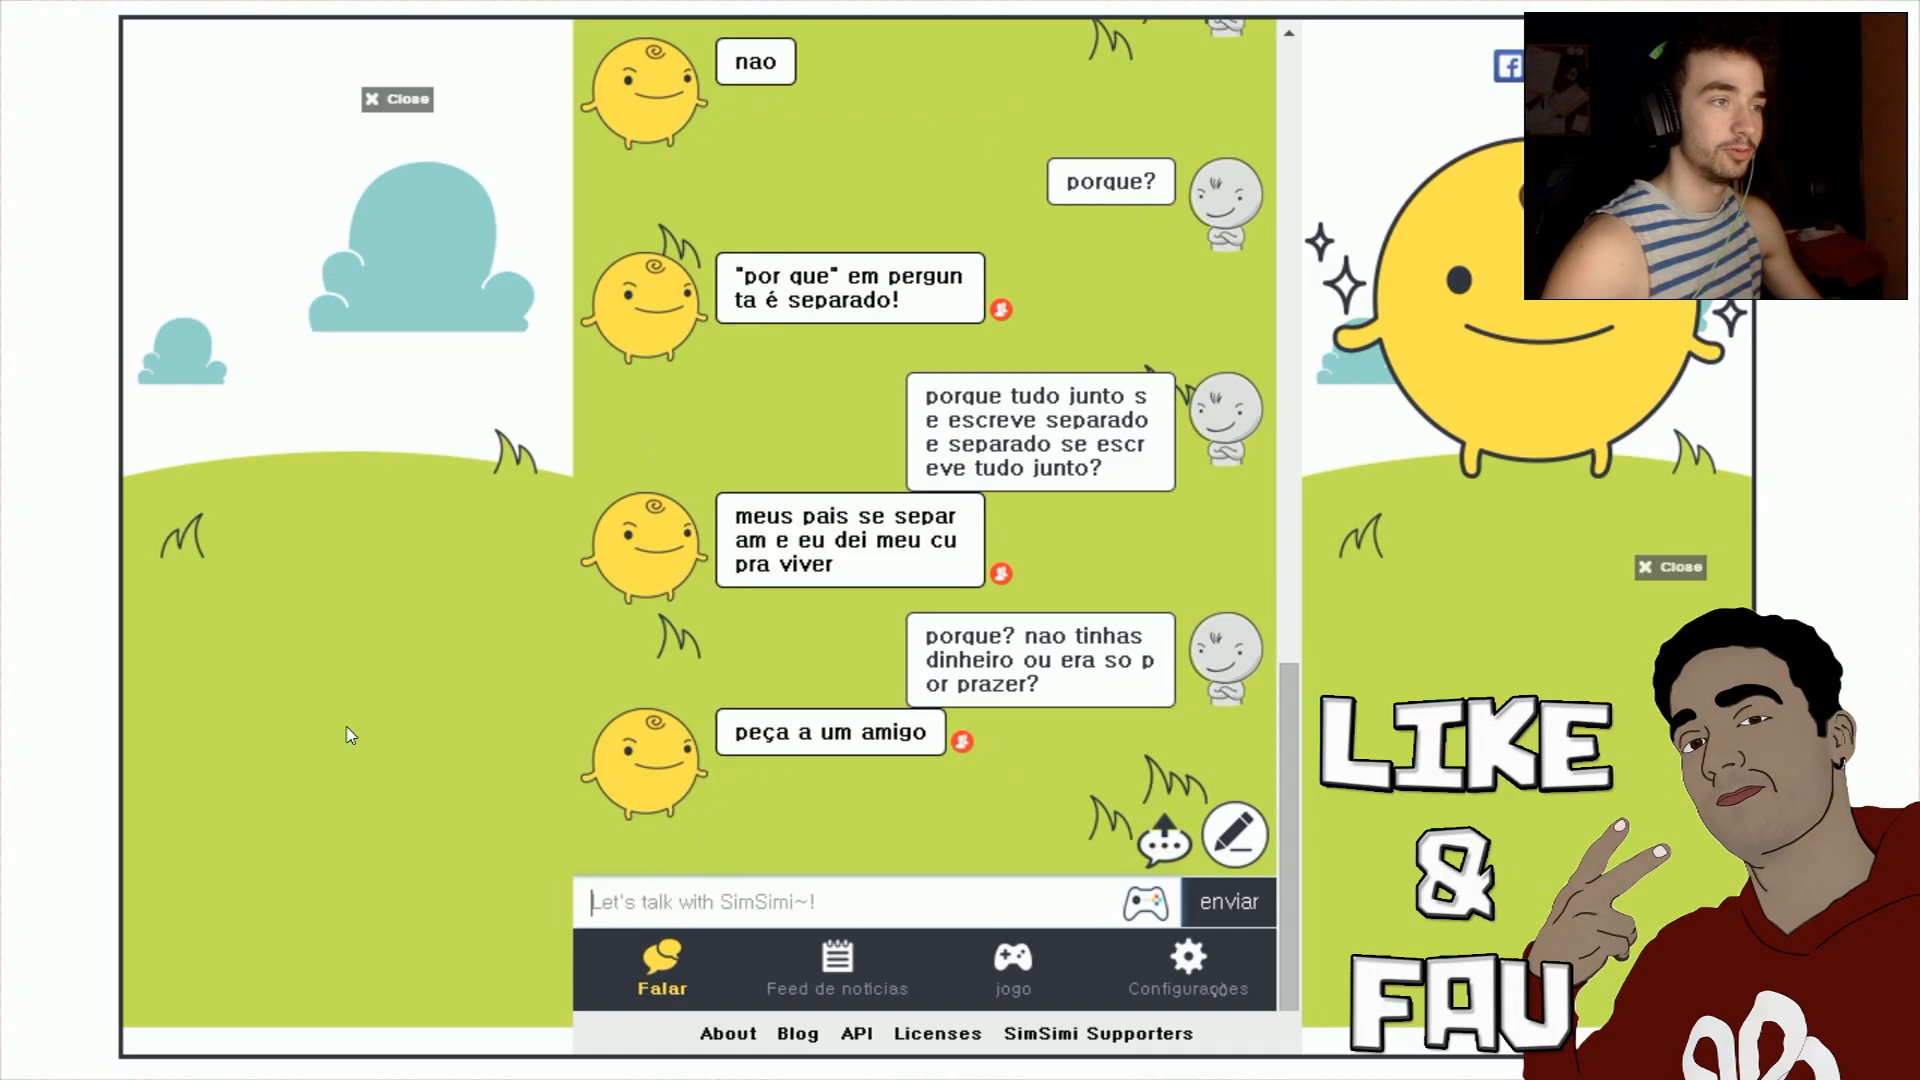 nao
Close
porque?
"por que" em pergun
ta é separado!
porque tudo junto s
e escreve separado
e separado se escr
eve tudo junto?
meus pais se separ
am e eu dei meu cu
pra viver
Close
porque? nao tinhas
dinheiro ou era so p
or prazer?
peça a um amigo
LIKE
&
FAV
Let's talk with SimSimi~!
enviar
Falar
Feed de notícias
jogo
Configurações
About Blog API Licenses SimSimi Supporters